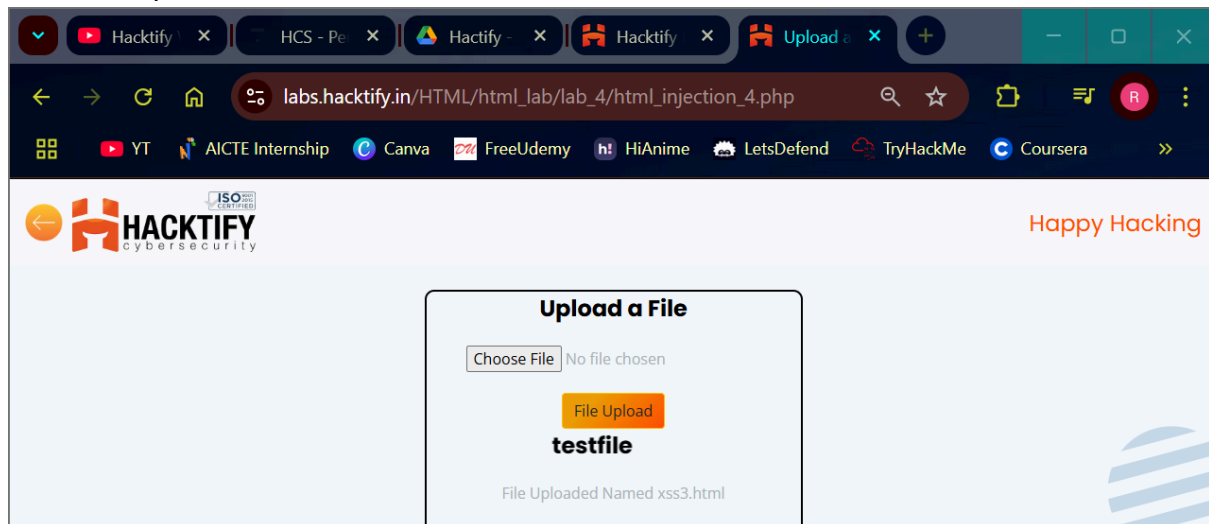 Hacktify
HCS - Pe
Hactify -
Hacktify
Upload a
labs.hacktify.in/HTML/html_lab/lab_4/html_injection_4.php
R
YT
AICTE Internship
Canva
FreeUdemy
h! HiAnime
LetsDefend
TryHackMe
Coursera
ISO
CERTIFIED
HACKTIFY
cybersecurity
Happy Hacking
Upload a File
Choose File No file chosen
File Upload
testfile
File Uploaded Named xss3.html